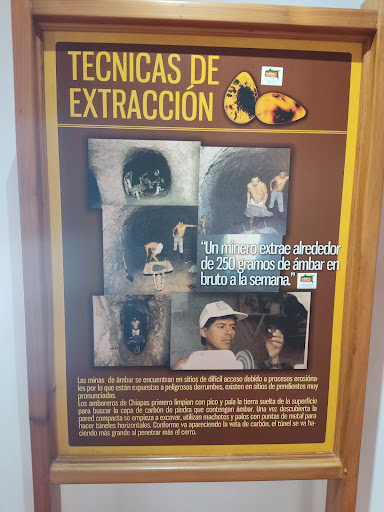 TECNICAS DE
EXTRACCIÓN
“Un minero extrae alrededor
de 250 gramos de ámbar en
bruto a la semana.”
Las minas de ámbar se encuentran en sitios de dificil acceso debido a procesos erosiona-
les por lo que están expuestas a peligrosos derrumbes, existen en sitios de pendientes muy
pronunciadas.
Los ambareros de Chiapas primero limpian con pico y pala la tierra suelta de la superficie
para buscar la capa de carbón de piedra que contengan ámbar. Una vez descubierta la
pared compacta se empieza a excavar, utilizan machetes y palos con puntas de metal para
hacer túneles horizontales. Conforme va apareciendo la veta de carbón, el túnel se va ha-
ciendo más grande al penetrar más el cerro.